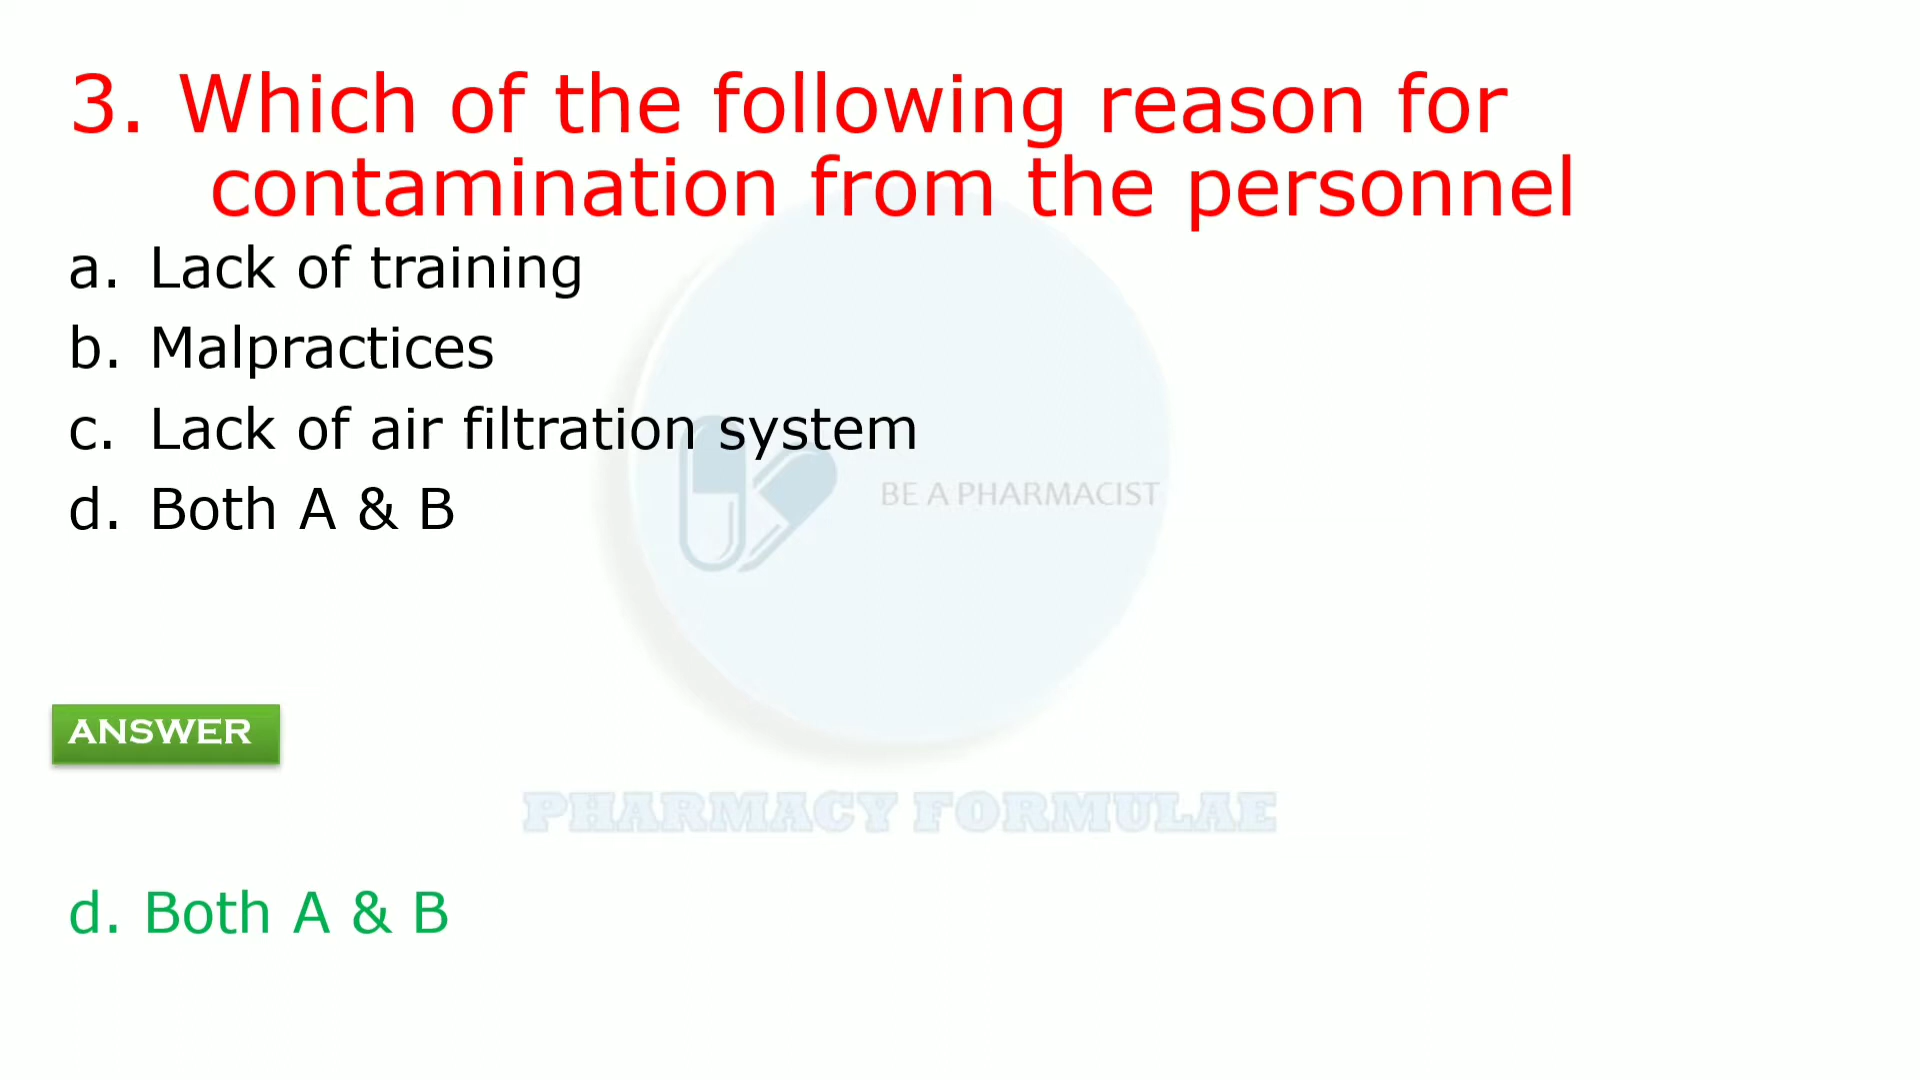 3. Which of the following reason for
contamination from the personnel
a. Lack of training
b. Malpractices
c. Lack of air filtration system
d. Both A & B
BE A PHARMACIST
ANSWER
PHARMACY FORMULAE
d. Both A & B